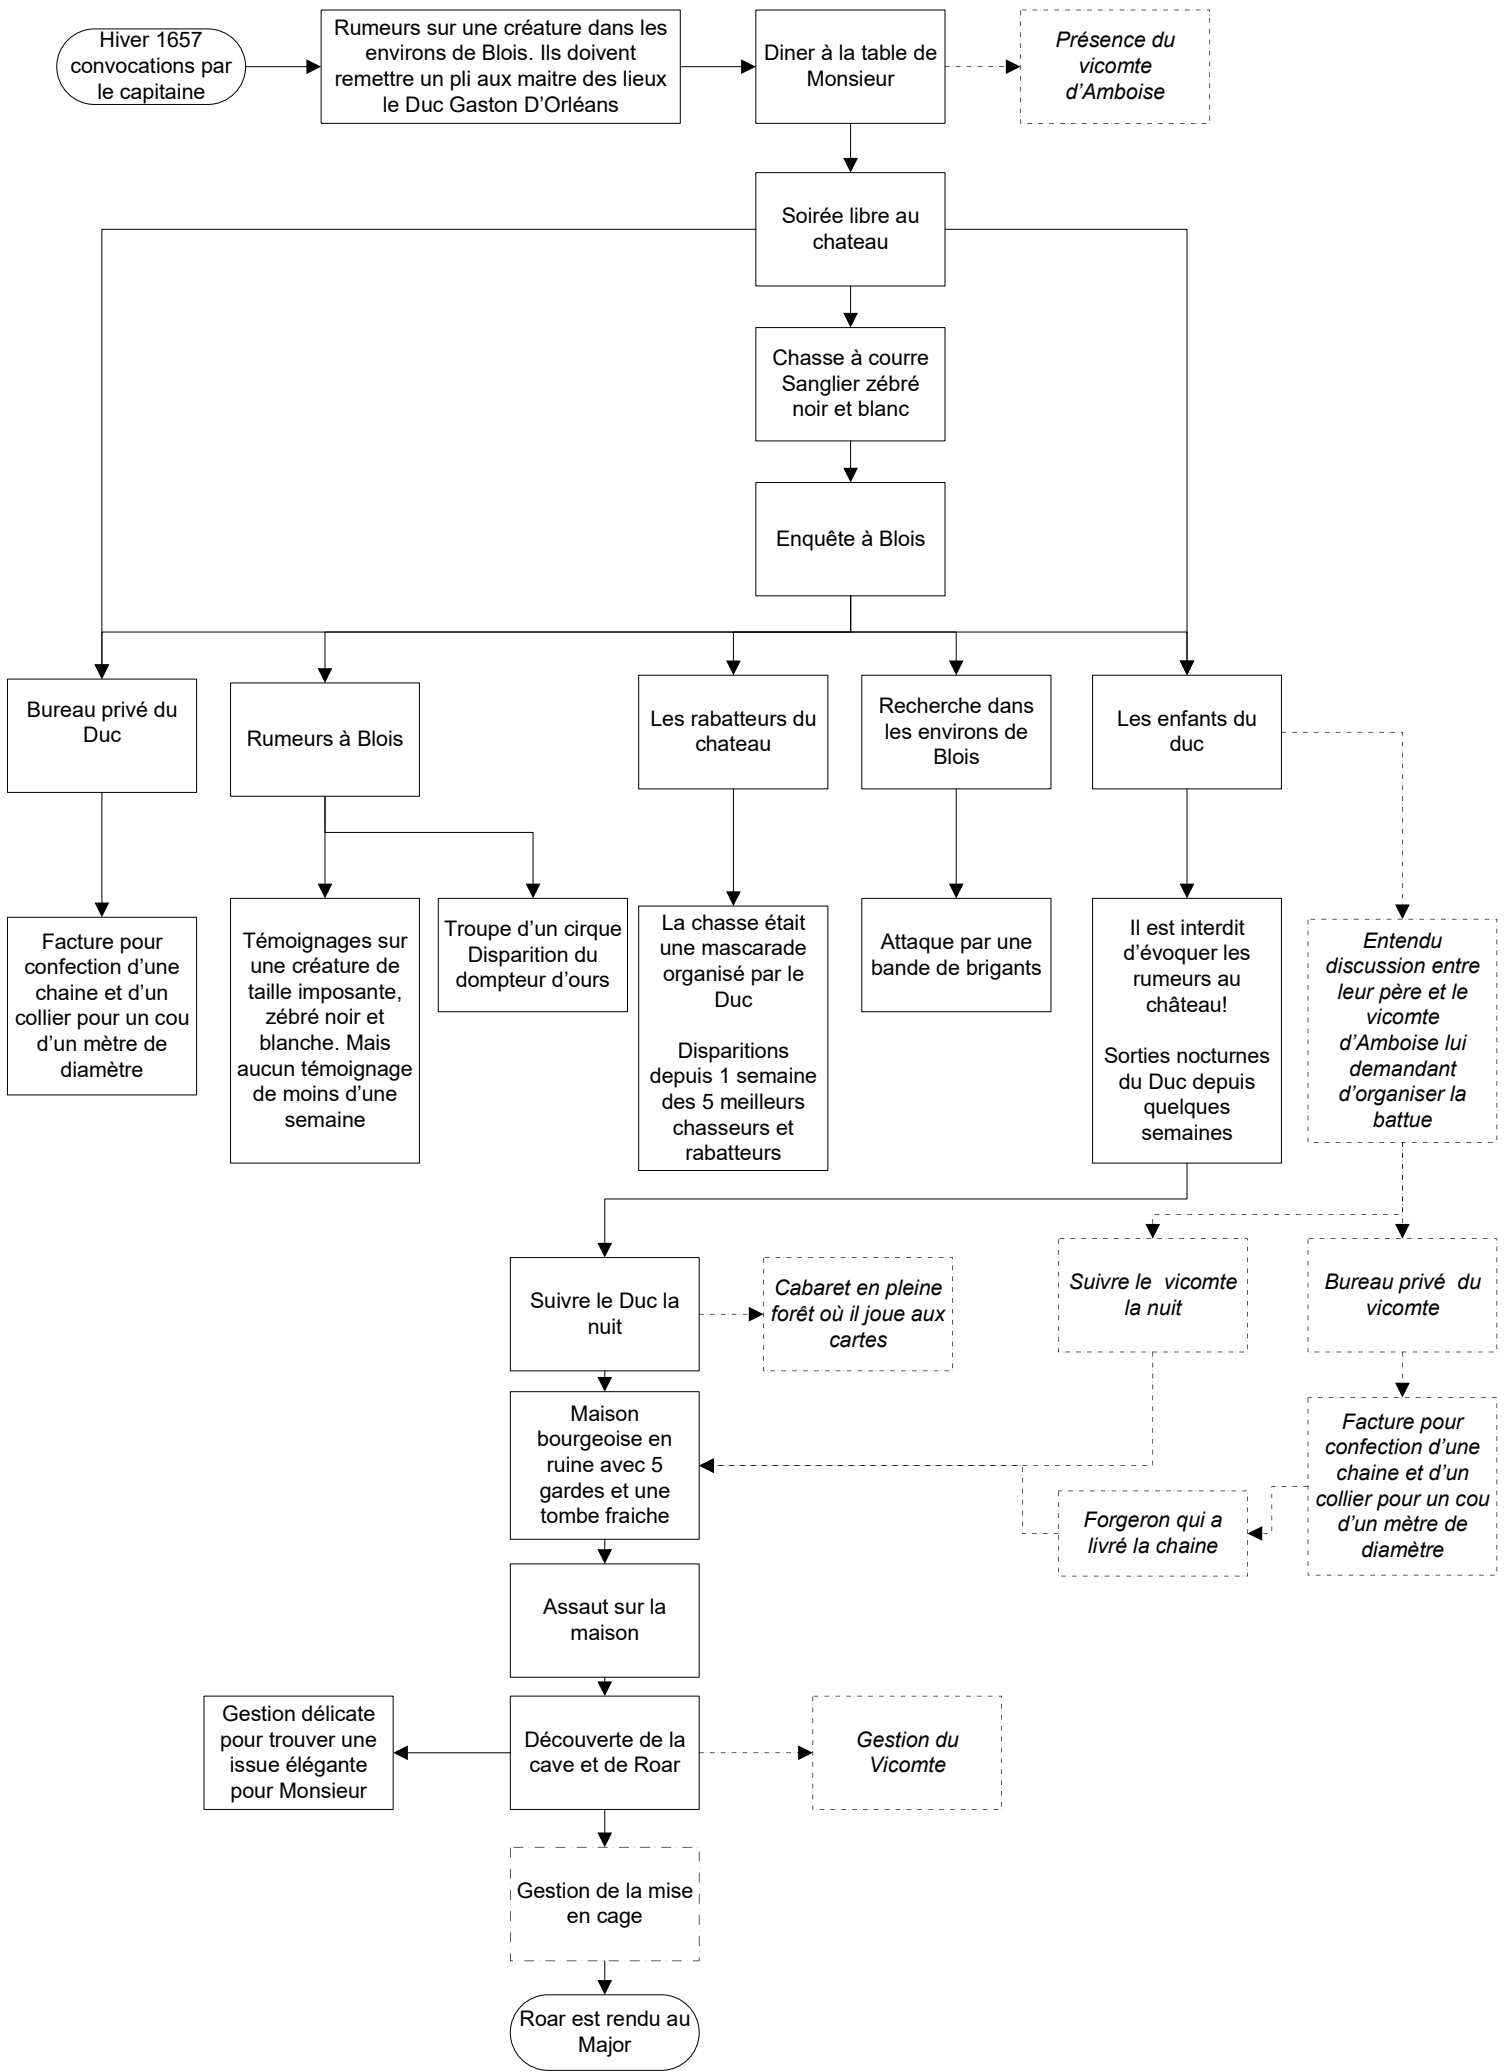 Hiver 1657
convocations par
le capitaine
Rumeurs sur une créature dans les
environs de Blois. Ils doivent
remettre un pli aux maitre des lieux
le Duc Gaston D’Orléans
Diner à la table de
Monsieur
Présence du
vicomte
d’Amboise
Soirée libre au
chateau
Chasse à courre
Sanglier zébré
noir et blanc
Enquête à Blois
Bureau privé du
Duc
Rumeurs à Blois
Les rabatteurs du
chateau
Recherche dans
les environs de
Blois
Les enfants du
duc
Facture pour
confection d’une
chaine et d’un
collier pour un cou
d’un mètre de
diamètre
Témoignages sur
une créature de
taille imposante,
zébré noir et
blanche. Mais
aucun témoignage
de moins d’une
semaine
Troupe d’un cirque
Disparition du
dompteur d’ours
La chasse était
une mascarade
organisé par le
Duc
Disparitions
depuis 1 semaine
des 5 meilleurs
chasseurs et
rabatteurs
Attaque par une
bande de brigants
Il est interdit
d’évoquer les
rumeurs au
château!
Sorties nocturnes
du Duc depuis
quelques
semaines
Entendu
discussion entre
leur père et le
vicomte
d’Amboise lui
demandant
d’organiser la
battue
Suivre le Duc la
nuit
Cabaret en pleine
forêt où il joue aux
cartes
Suivre le vicomte
la nuit
Bureau privé du
vicomte
Maison
bourgeoise en
ruine avec 5
gardes et une
tombe fraiche
Facture pour
confection d’une
chaine et d’un
collier pour un cou
d’un mètre de
diamètre
Forgeron qui a
livré la chaine
Assaut sur la
maison
Gestion délicate
pour trouver une
issue élégante
pour Monsieur
Découverte de la
cave et de Roar
Gestion du
Vicomte
Gestion de la mise
en cage
Roar est rendu au
Major